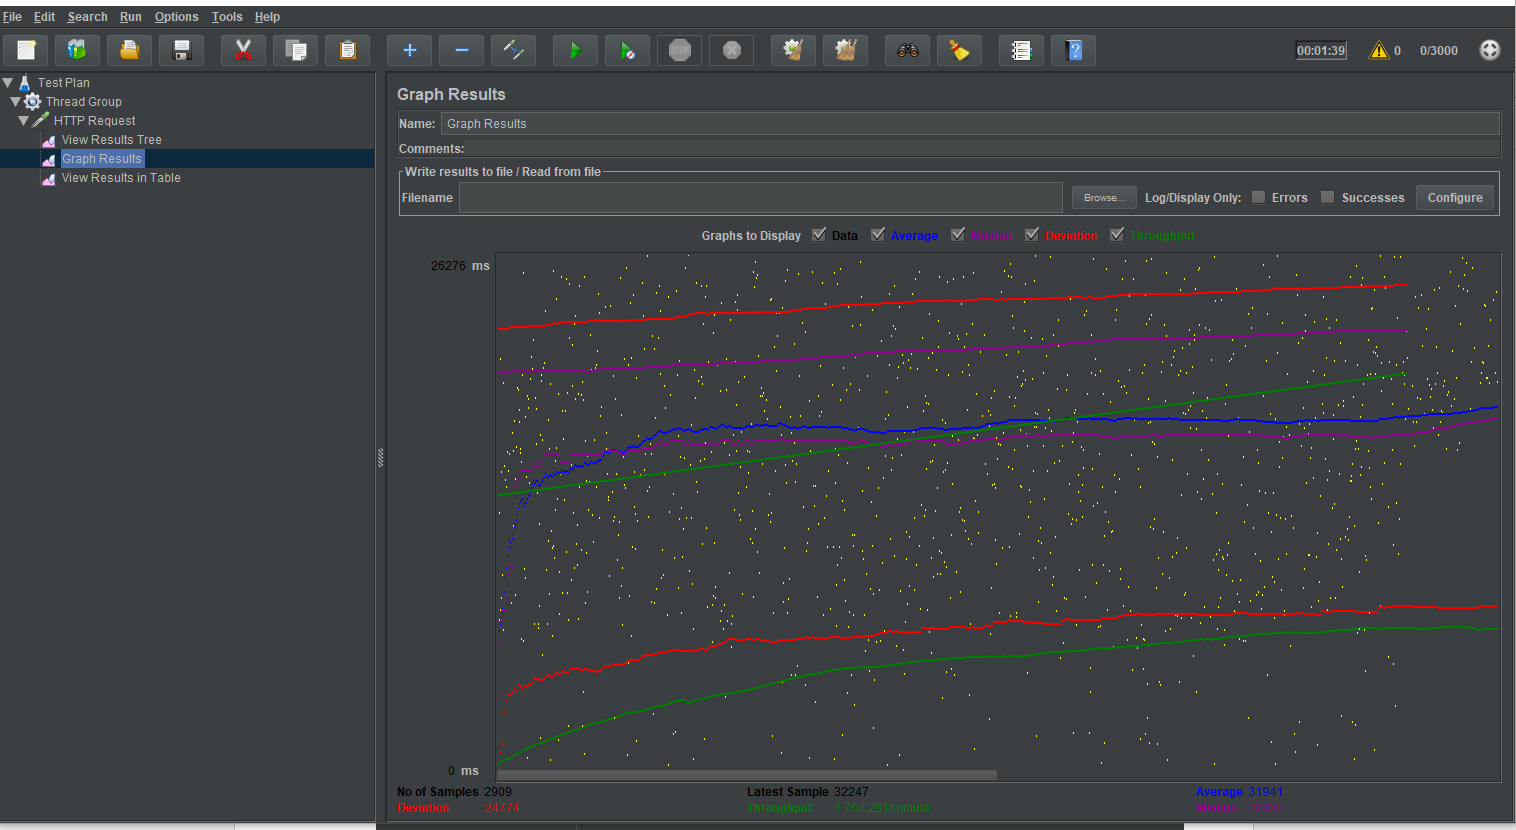 File Edit Search Run Options Tools Help
STOP
00:01:39 0 0/3000
Test Plan
Thread Group
HTTP Request
View Results Tree
Graph Results
View Results in Table
Graph Results
Name: Graph Results
Comments:
Write results to file / Read from file
Filename Browse... Log/Display Only: Errors Successes Configure
Graphs to Display Data Average Median Deviation Throughput
26276 ms
0 ms
No of Samples 2909 Latest Sample 32247 Average 31941
Deviation 24774 Throughput 1 752,251/minute Median